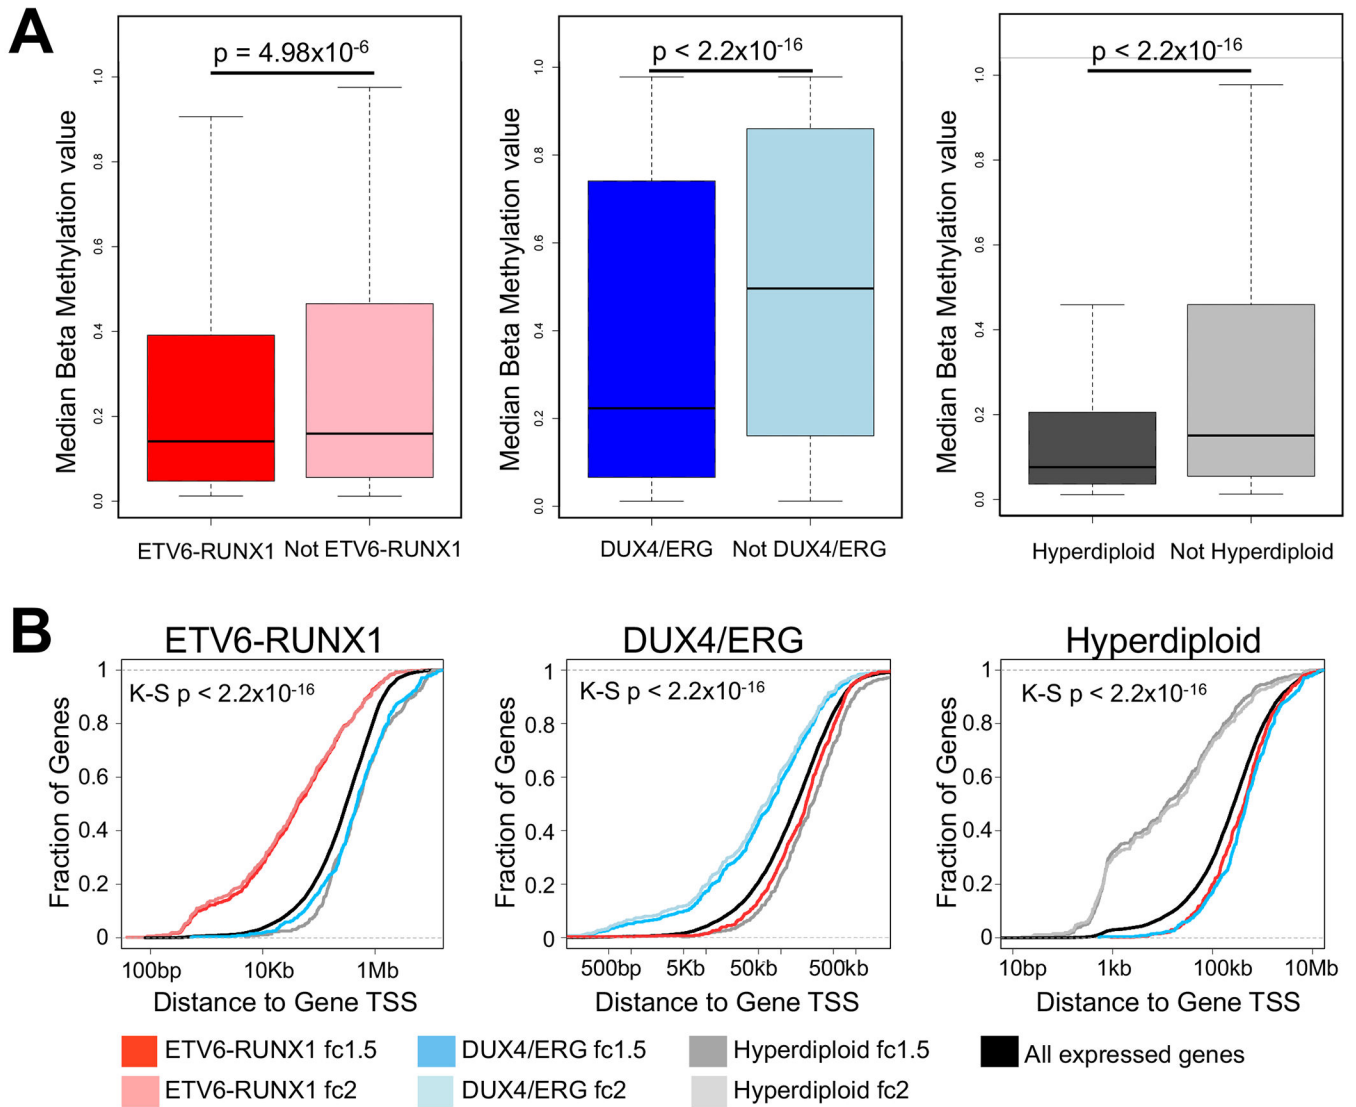 A
p = 4.98x10-6
p < 2.2x10-16
p < 2.2x10-16
Median Beta Methylation value
1.0
0.8
0.6
0.4
0.2
0.0
ETV6-RUNX1 Not ETV6-RUNX1
Median Beta Methylation value
1.0
0.8
0.6
0.4
0.2
0.0
DUX4/ERG Not DUX4/ERG
Median Beta Methylation value
1.0
0.8
0.6
0.4
0.2
0.0
Hyperdiploid Not Hyperdiploid
B
ETV6-RUNX1
K-S p < 2.2x10-16
Fraction of Genes
1
0.8
0.6
0.4
0.2
0
100bp 10Kb 1Mb
Distance to Gene TSS
DUX4/ERG
K-S p < 2.2x10-16
Fraction of Genes
1
0.8
0.6
0.4
0.2
0
500bp 5Kb 50kb 500kb
Distance to Gene TSS
Hyperdiploid
K-S p < 2.2x10-16
Fraction of Genes
1
0.8
0.6
0.4
0.2
0
10bp 1kb 100kb 10Mb
Distance to Gene TSS
ETV6-RUNX1 fc1.5
DUX4/ERG fc1.5
Hyperdiploid fc1.5
All expressed genes
ETV6-RUNX1 fc2
DUX4/ERG fc2
Hyperdiploid fc2